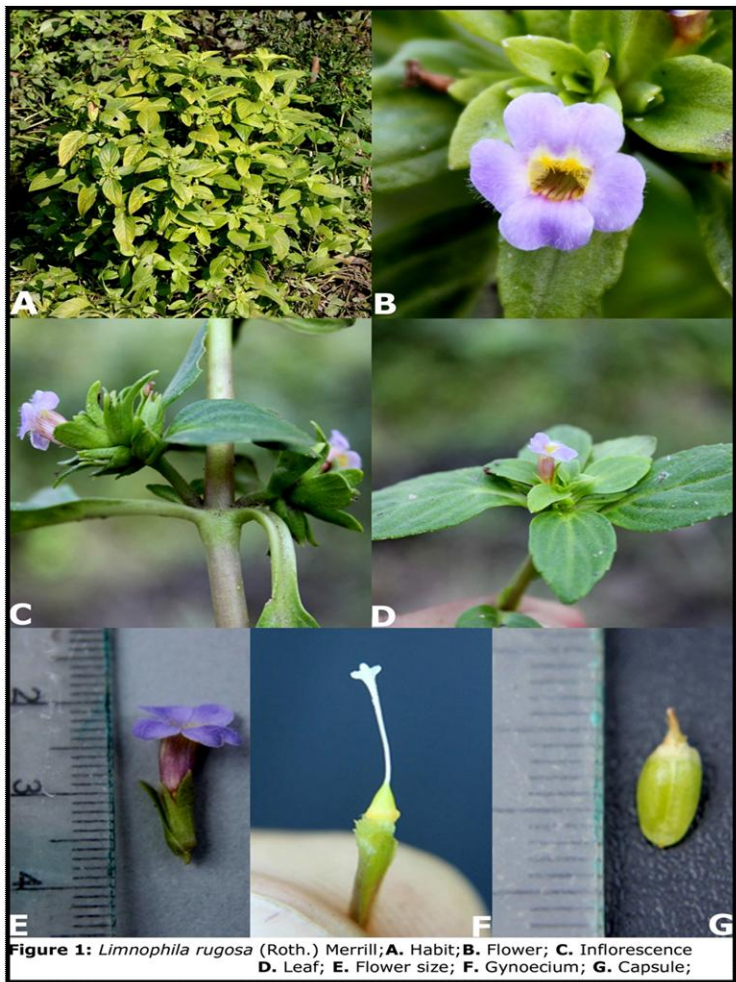 A
B
C
D
2
3
4
E
F
G
Figure 1: Limnophila rugosa (Roth.) Merrill;A. Habit;B. Flower; C. Inflorescence
D. Leaf; E. Flower size; F. Gynoecium; G. Capsule;